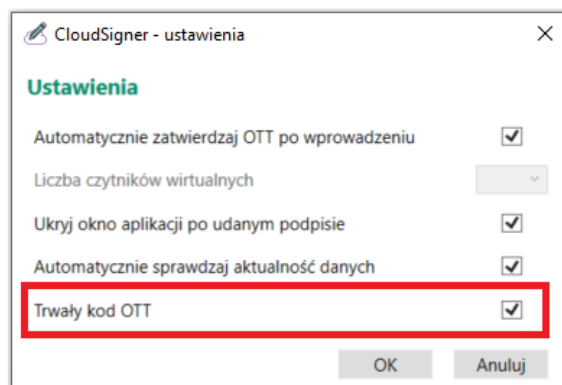 CloudSigner - ustawienia
Ustawienia
Automatycznie zatwierdzaj OTT po wprowadzeniu
Liczba czytników wirtualnych
Ukryj okno aplikacji po udanym podpisie
Automatycznie sprawdzaj aktualność danych
Trwały kod OTT
OK Anuluj